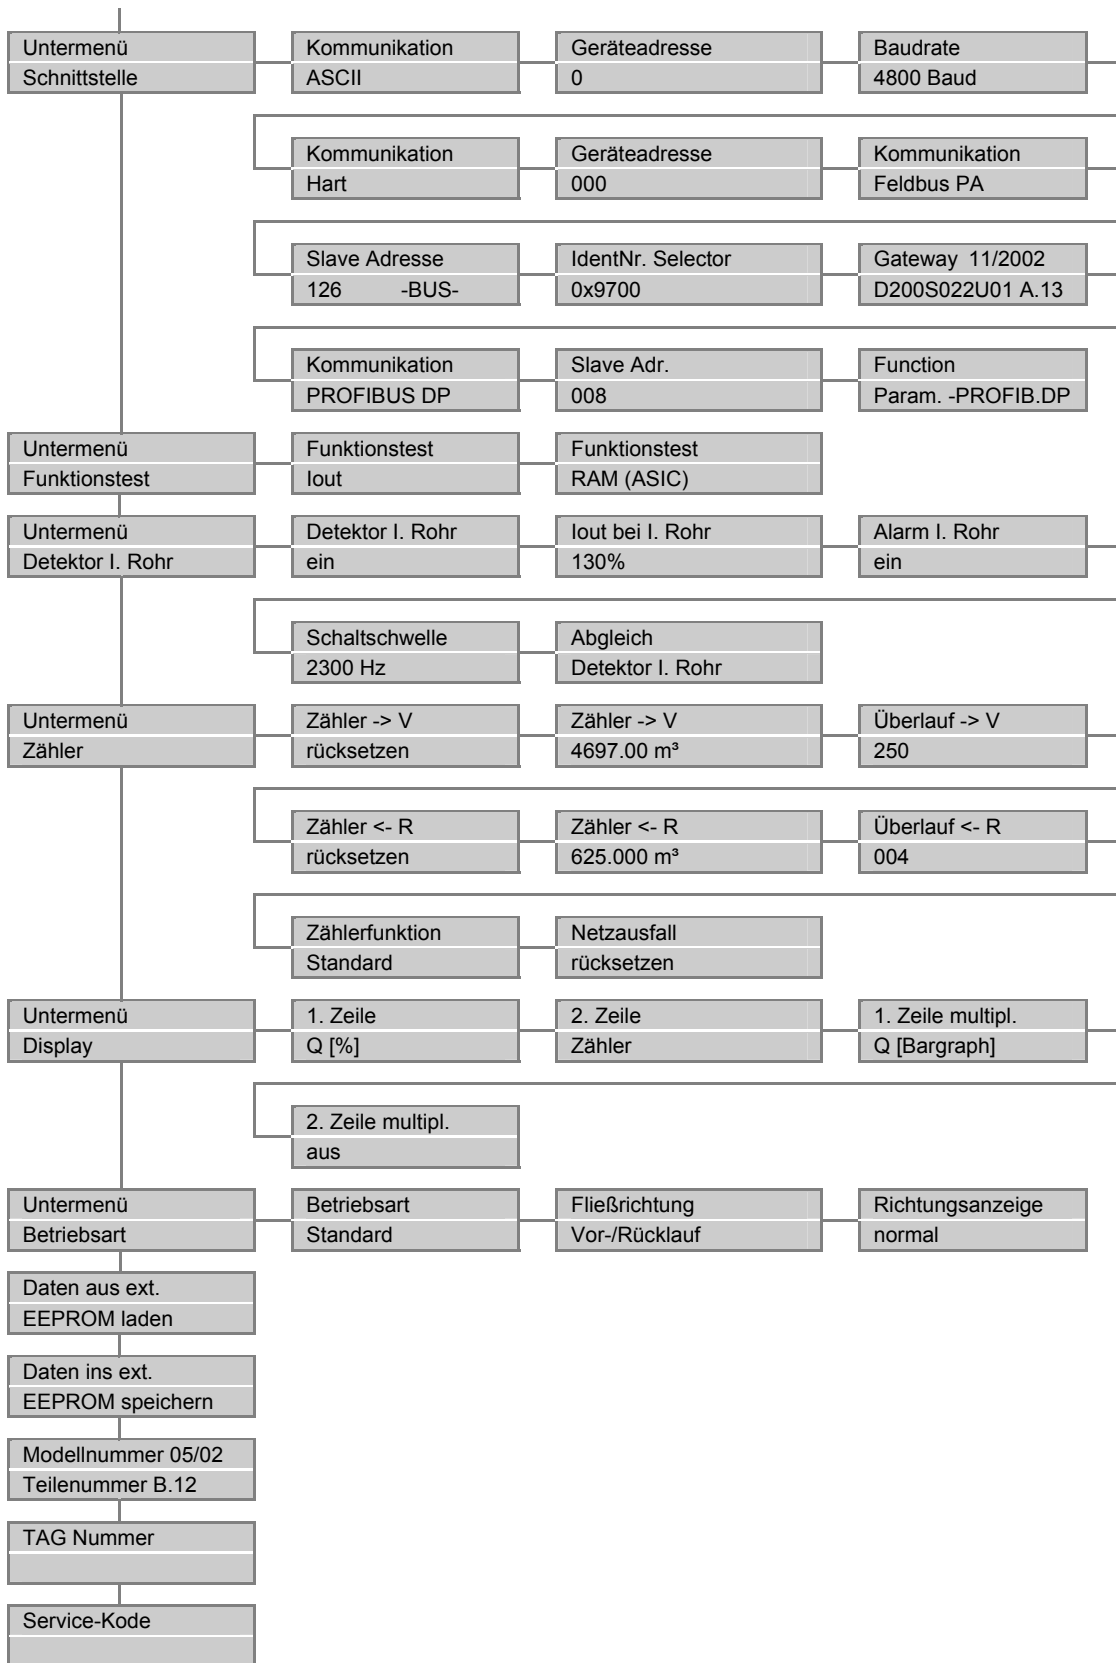 Untermenü
Schnittstelle
Kommunikation
ASCII
Geräteadresse
0
Baudrate
4800 Baud
Kommunikation
Hart
Geräteadresse
000
Kommunikation
Feldbus PA
Slave Adresse
126 -BUS-
IdentNr. Selector
0x9700
Gateway 11/2002
D200S022U01 A.13
Kommunikation
PROFIBUS DP
Slave Adr.
008
Function
Param. -PROFIB.DP
Untermenü
Funktionstest
Funktionstest
Iout
Funktionstest
RAM (ASIC)
Untermenü
Detektor l. Rohr
Detektor l. Rohr
ein
Iout bei l. Rohr
130%
Alarm l. Rohr
ein
Schaltschwelle
2300 Hz
Abgleich
Detektor l. Rohr
Untermenü
Zähler
Zähler -> V
rücksetzen
Zähler -> V
4697.00 m³
Überlauf -> V
250
Zähler <- R
rücksetzen
Zähler <- R
625.000 m³
Überlauf <- R
004
Zählerfunktion
Standard
Netzausfall
rücksetzen
Untermenü
Display
1. Zeile
Q [%]
2. Zeile
Zähler
1. Zeile multipl.
Q [Bargraph]
2. Zeile multipl.
aus
Untermenü
Betriebsart
Betriebsart
Standard
Fließrichtung
Vor-/Rücklauf
Richtungsanzeige
normal
Daten aus ext.
EEPROM laden
Daten ins ext.
EEPROM speichern
Modellnummer 05/02
Teilenummer B.12
TAG Nummer
Service-Kode